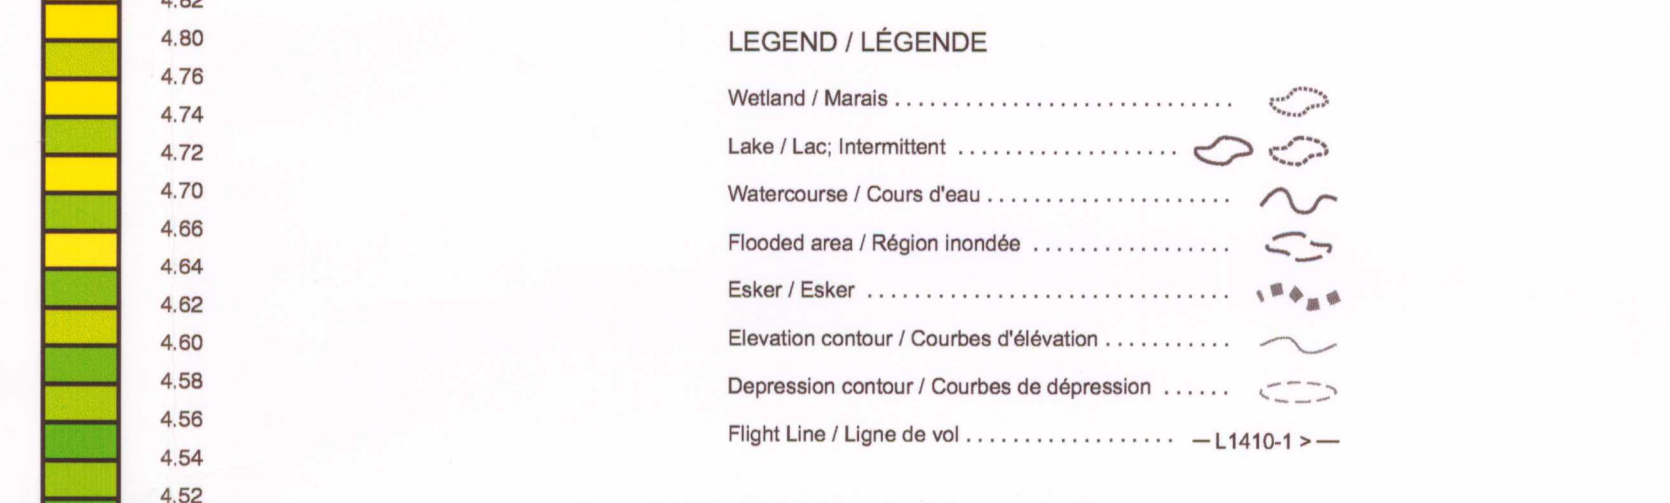 4.82
4.80
4.76
4.74
4.72
4.70
4.66
4.64
4.62
4.60
4.58
4.56
4.54
4.52
LEGEND / LÉGENDE
Wetland / Marais
Lake / Lac; Intermittent
Watercourse / Cours d'eau
Flooded area / Région inondée
Esker / Esker
Elevation contour / Courbes d'élévation
Depression contour / Courbes de dépression
Flight Line / Ligne de vol L1410-1 >